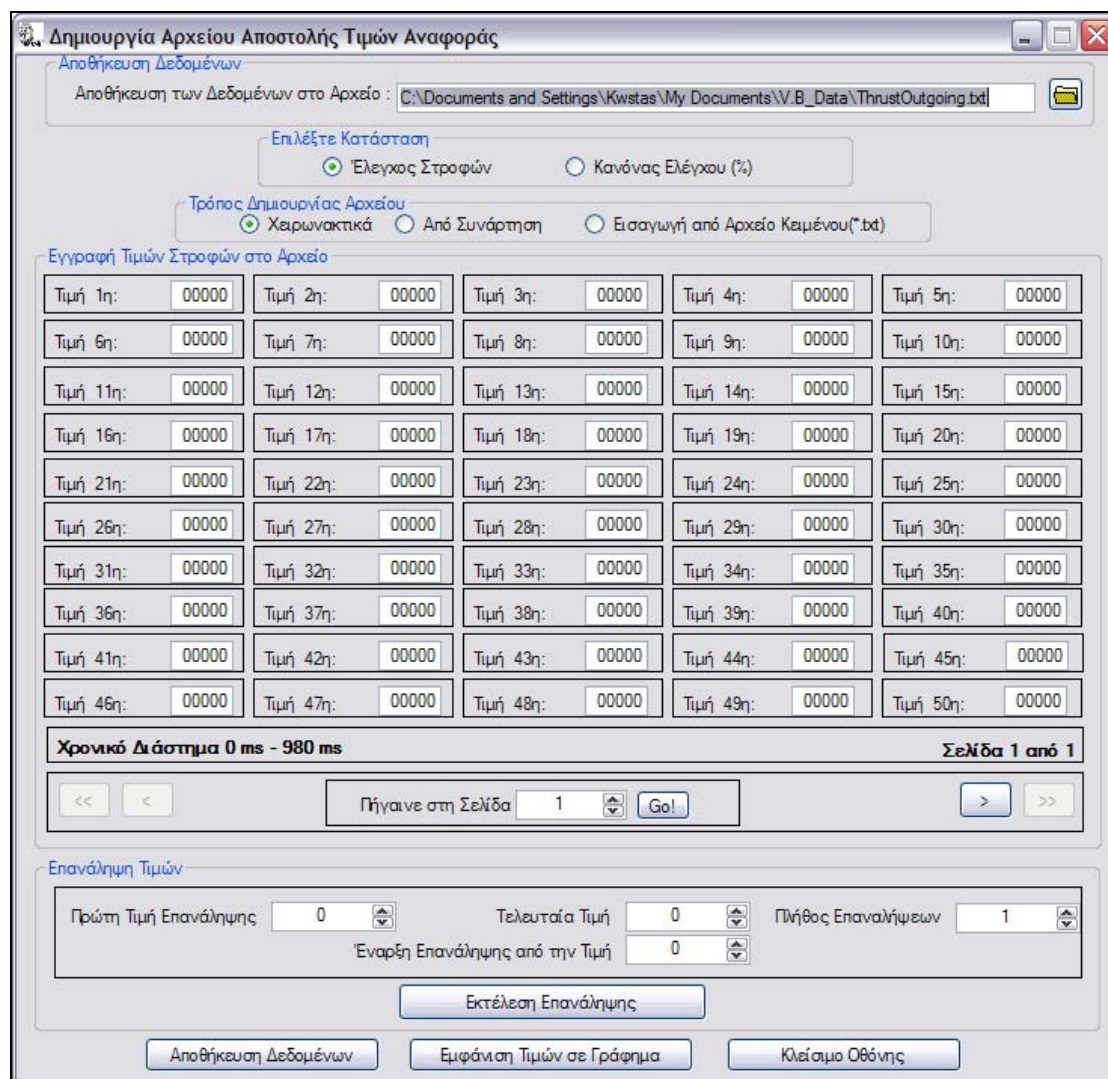 Δημιουργία Αρχείου Αποστολής Τιμών Αναφοράς
Αποθήκευση Δεδομένων
Αποθήκευση των Δεδομένων στο Αρχείο : C:\Documents and Settings\Kwstas\My Documents\V.B_Data\ThrustOutgoing.txt
Επιλέξτε Κατάσταση
Έλεγχος Στροφών Κανόνας Ελέγχου (%)
Τρόπος Δημιουργίας Αρχείου
Χειρωνακτικά Από Συνάρτηση Εισαγωγή από Αρχείο Κειμένου(*.txt)
Εγγραφή Τιμών Στροφών στο Αρχείο
Τιμή 1η: 00000 Τιμή 2η: 00000 Τιμή 3η: 00000 Τιμή 4η: 00000 Τιμή 5η: 00000
Τιμή 6η: 00000 Τιμή 7η: 00000 Τιμή 8η: 00000 Τιμή 9η: 00000 Τιμή 10η: 00000
Τιμή 11η: 00000 Τιμή 12η: 00000 Τιμή 13η: 00000 Τιμή 14η: 00000 Τιμή 15η: 00000
Τιμή 16η: 00000 Τιμή 17η: 00000 Τιμή 18η: 00000 Τιμή 19η: 00000 Τιμή 20η: 00000
Τιμή 21η: 00000 Τιμή 22η: 00000 Τιμή 23η: 00000 Τιμή 24η: 00000 Τιμή 25η: 00000
Τιμή 26η: 00000 Τιμή 27η: 00000 Τιμή 28η: 00000 Τιμή 29η: 00000 Τιμή 30η: 00000
Τιμή 31η: 00000 Τιμή 32η: 00000 Τιμή 33η: 00000 Τιμή 34η: 00000 Τιμή 35η: 00000
Τιμή 36η: 00000 Τιμή 37η: 00000 Τιμή 38η: 00000 Τιμή 39η: 00000 Τιμή 40η: 00000
Τιμή 41η: 00000 Τιμή 42η: 00000 Τιμή 43η: 00000 Τιμή 44η: 00000 Τιμή 45η: 00000
Τιμή 46η: 00000 Τιμή 47η: 00000 Τιμή 48η: 00000 Τιμή 49η: 00000 Τιμή 50η: 00000
Χρονικό Διάστημα 0 ms - 980 ms Σελίδα 1 από 1
<< < Πήγαινε στη Σελίδα 1 Go! > >>
Επανάληψη Τιμών
Πρώτη Τιμή Επανάληψης 0 Τελευταία Τιμή 0 Πλήθος Επαναλήψεων 1
Έναρξη Επανάληψης από την Τιμή 0
Εκτέλεση Επανάληψης
Αποθήκευση Δεδομένων Εμφάνιση Τιμών σε Γράφημα Κλείσιμο Οθόνης